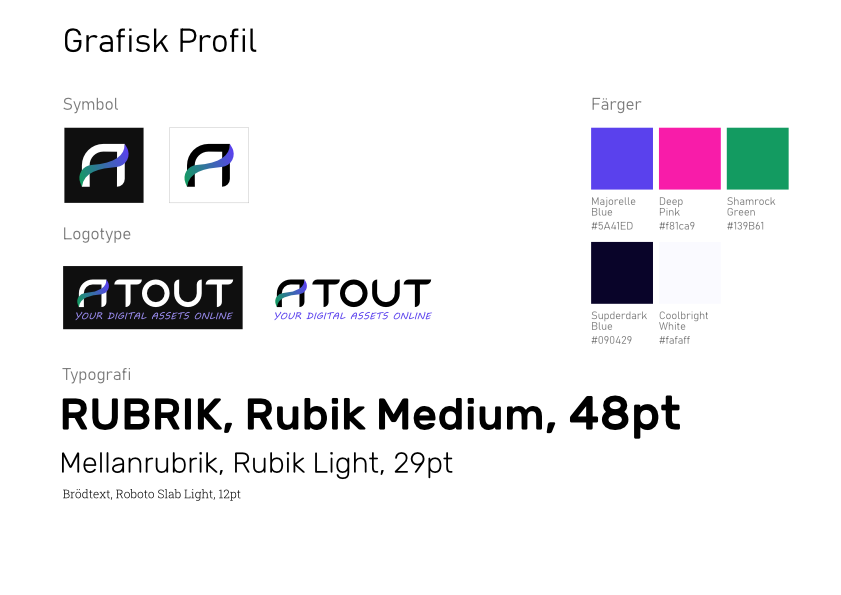 Grafisk Profil
Symbol
Logotype
ATOUT
YOUR DIGITAL ASSETS ONLINE
ATOUT
YOUR DIGITAL ASSETS ONLINE
Färger
Majorelle
Blue
#5A41ED
Deep
Pink
#f81ca9
Shamrock
Green
#139B61
Supderdark
Blue
#090429
Coolbright
White
#fafaff
Typografi
RUBRIK, Rubik Medium, 48pt
Mellanrubrik, Rubik Light, 29pt
Brödtext, Roboto Slab Light, 12pt